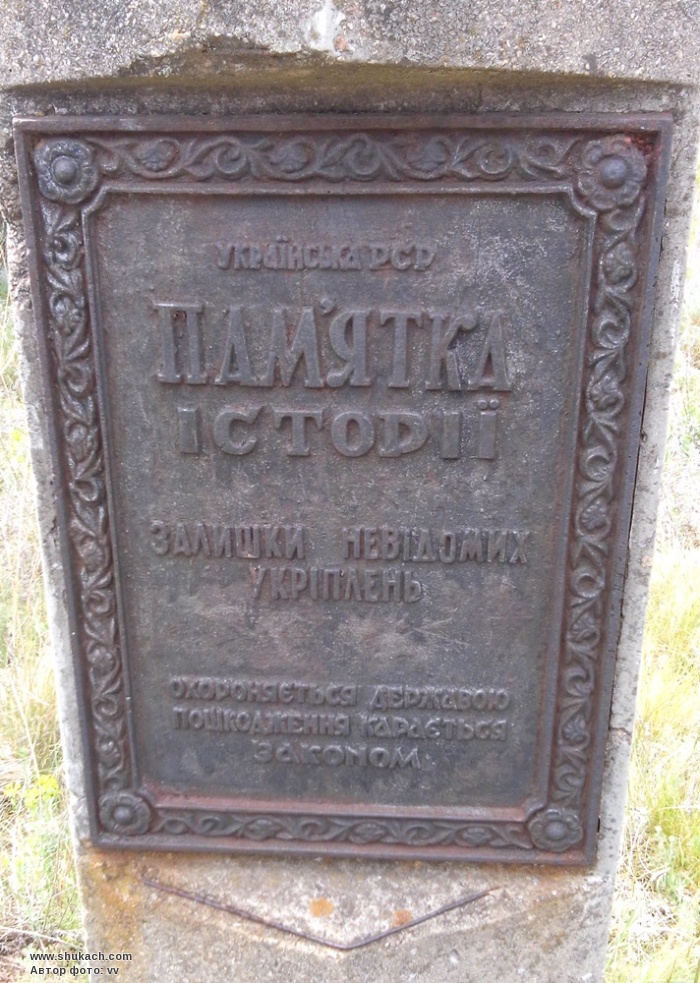 УКРАЇНСЬКА РСР
ПАМ'ЯТКА
ІСТОРІЇ
ЗАЛИШКИ НЕВІДОМИХ
УКРІПЛЕНЬ
ОХОРОНЯЄТЬСЯ ДЕРЖАВОЮ
ПОШКОДЖЕННЯ КАРАЄТЬСЯ
ЗАКОНОМ
www.shukach.com
Автор фото: vv